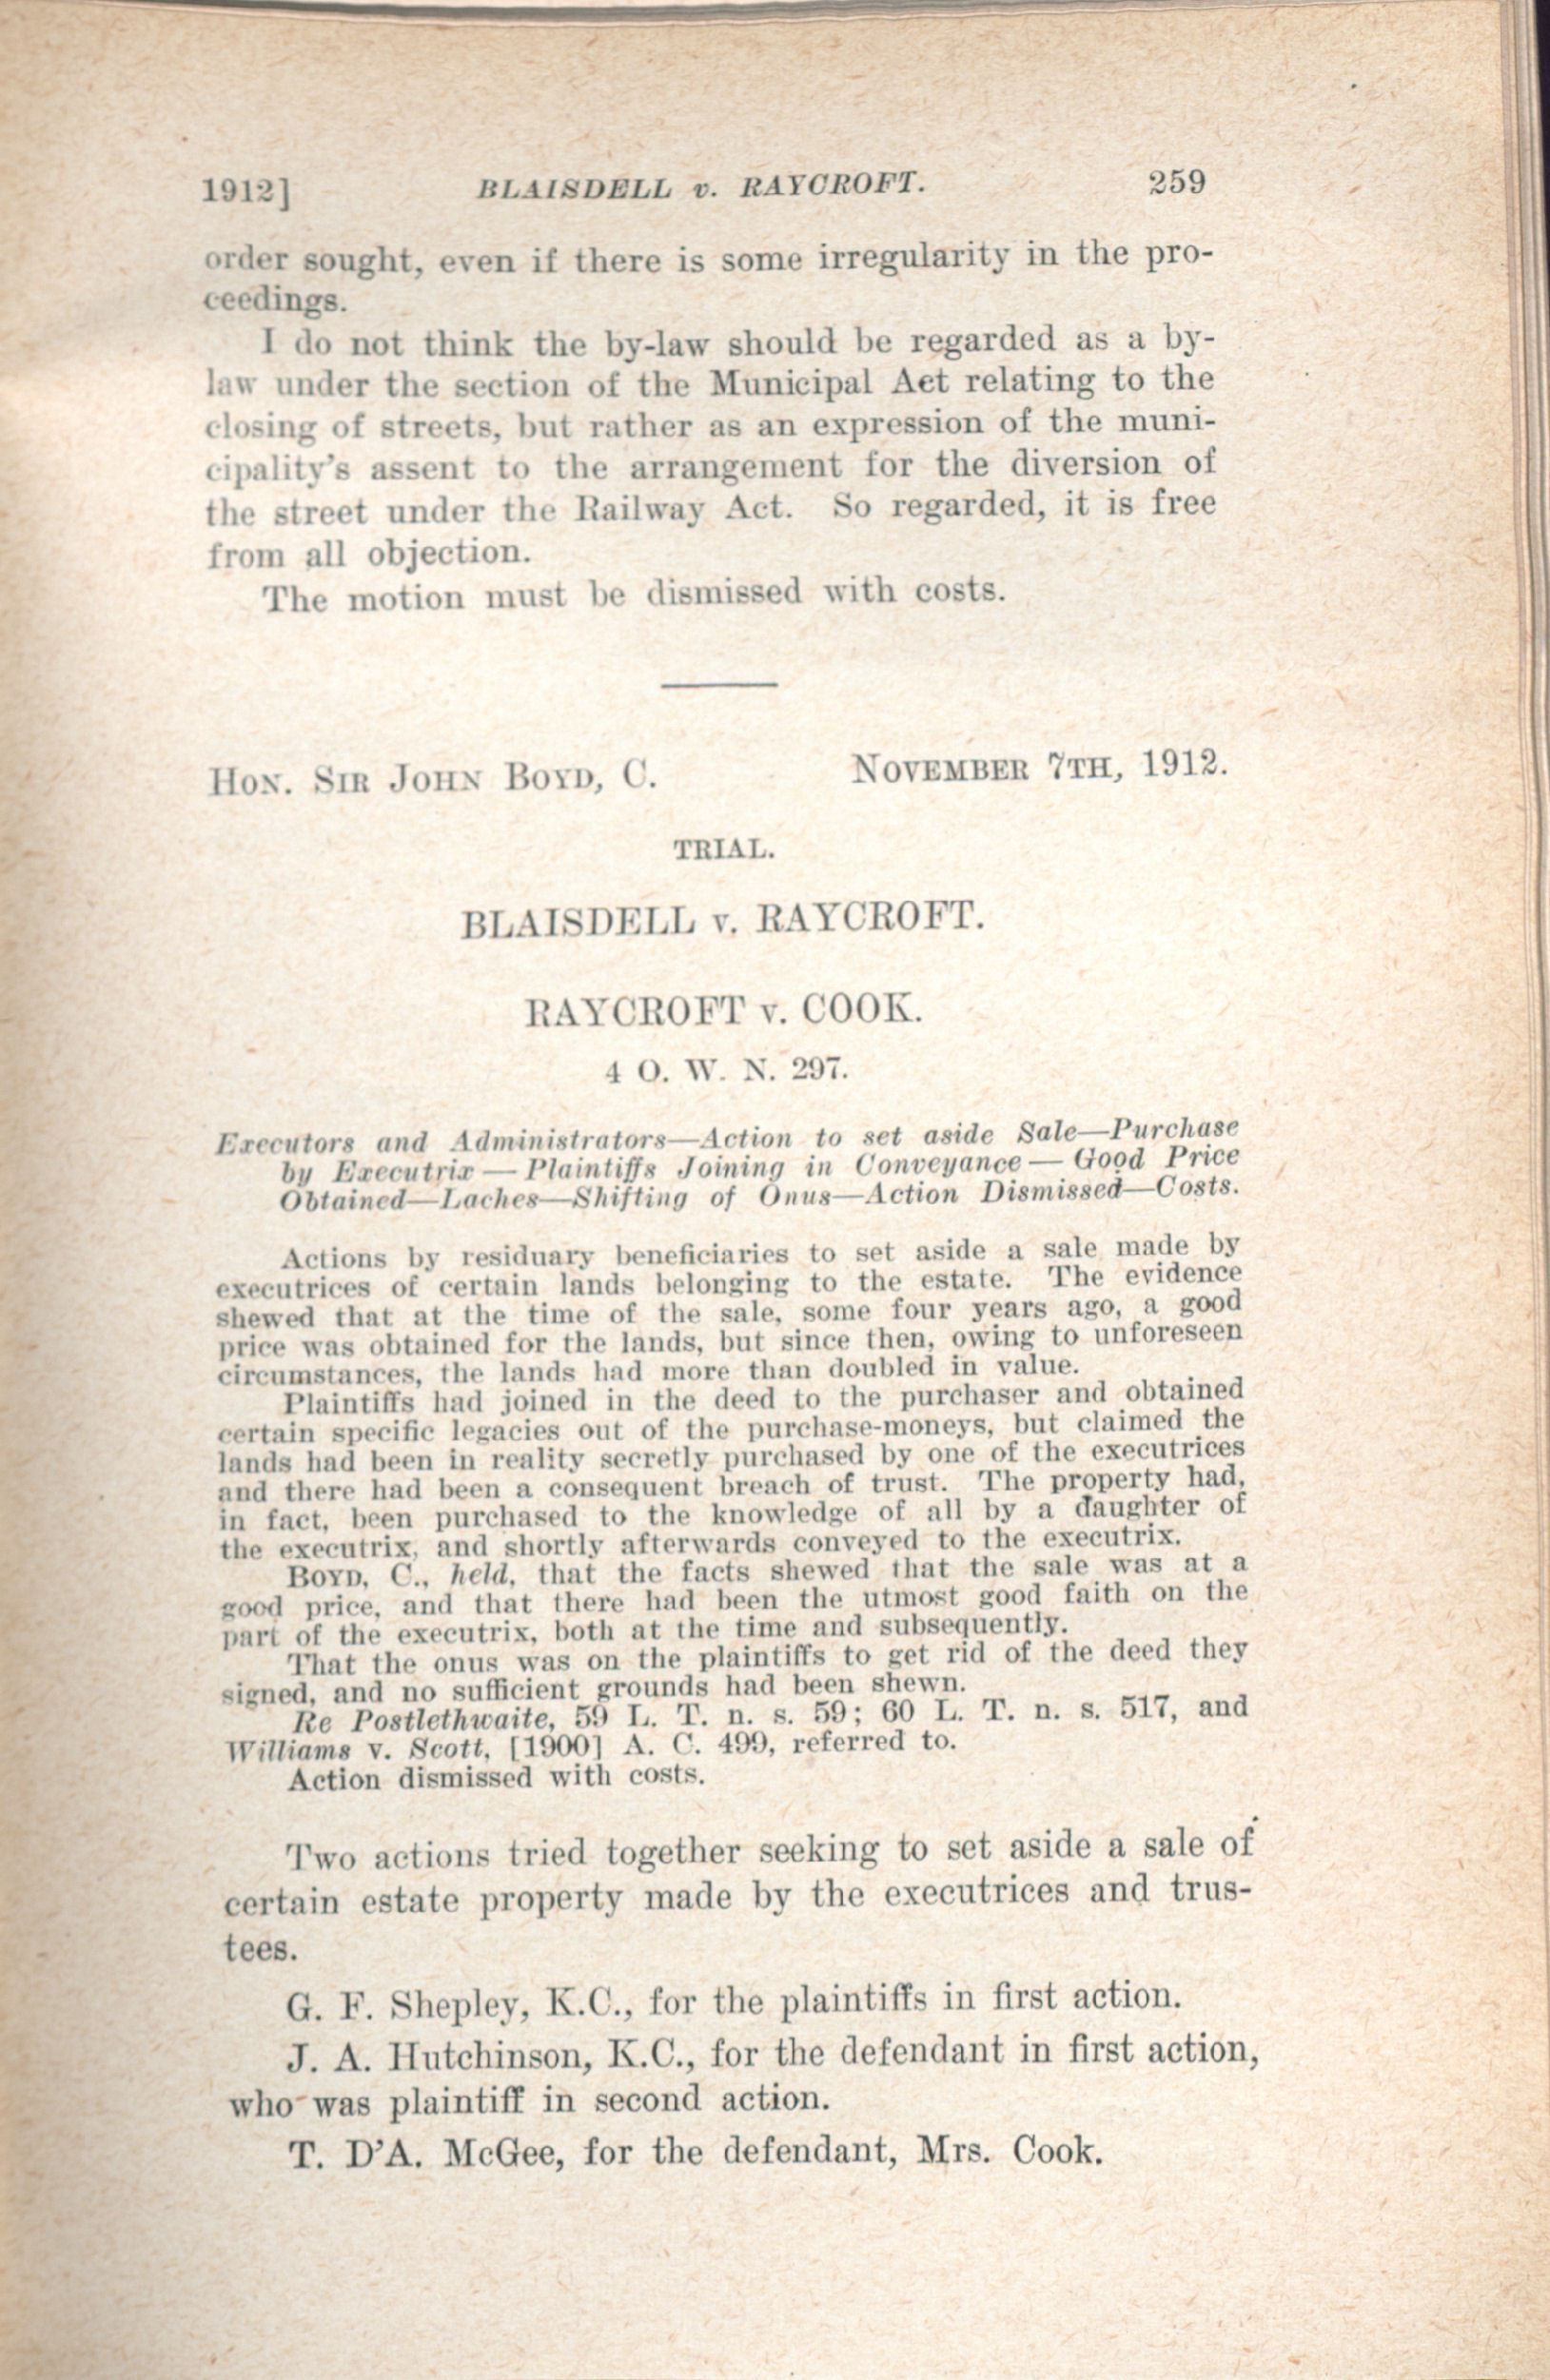 1912] BLAISDELL v. RAYCROFT. 259
order sought, even if there is some irregularity in the pro-
ceedings.
I do not think the by-law should be regarded as a by-
law under the section of the Municipal Act relating to the
closing of streets, but rather as an expression of the muni-
cipality's assent to the arrangement for the diversion of
the street under the Railway Act. So regarded, it is free
from all objection.
The motion must be dismissed with costs.
Hon. Sir John Boyd, C. November 7th, 1912.
TRIAL.
BLAISDELL v. RAYCROFT.
RAYCROFT v. COOK.
4 O. W. N. 297.
Executors and Administrators—Action to set aside Sale—Purchase
by Executrix — Plaintiffs Joining in Conveyance — Good Price
Obtained—Laches—Shifting of Onus—Action Dismissed—Costs.
Actions by residuary beneficiaries to set aside a sale made by
executrices of certain lands belonging to the estate. The evidence
shewed that at the time of the sale, some four years ago, a good
price was obtained for the lands, but since then, owing to unforeseen
circumstances, the lands had more than doubled in value.
Plaintiffs had joined in the deed to the purchaser and obtained
certain specific legacies out of the purchase-moneys, but claimed the
lands had been in reality secretly purchased by one of the executrices
and there had been a consequent breach of trust. The property had,
in fact, been purchased to the knowledge of all by a daughter of
the executrix, and shortly afterwards conveyed to the executrix.
Boyd, C., held, that the facts shewed that the sale was at a
good price, and that there had been the utmost good faith on the
part of the executrix, both at the time and subsequently.
That the onus was on the plaintiffs to get rid of the deed they
signed, and no sufficient grounds had been shewn.
Re Postlethwaite, 59 L. T. n. s. 59; 60 L. T. n. s. 517, and
Williams v. Scott, [1900] A. C. 499, referred to.
Action dismissed with costs.
Two actions tried together seeking to set aside a sale of
certain estate property made by the executrices and trus-
tees.
G. F. Shepley, K.C., for the plaintiffs in first action.
J. A. Hutchinson, K.C., for the defendant in first action,
who was plaintiff in second action.
T. D'A. McGee, for the defendant, Mrs. Cook.